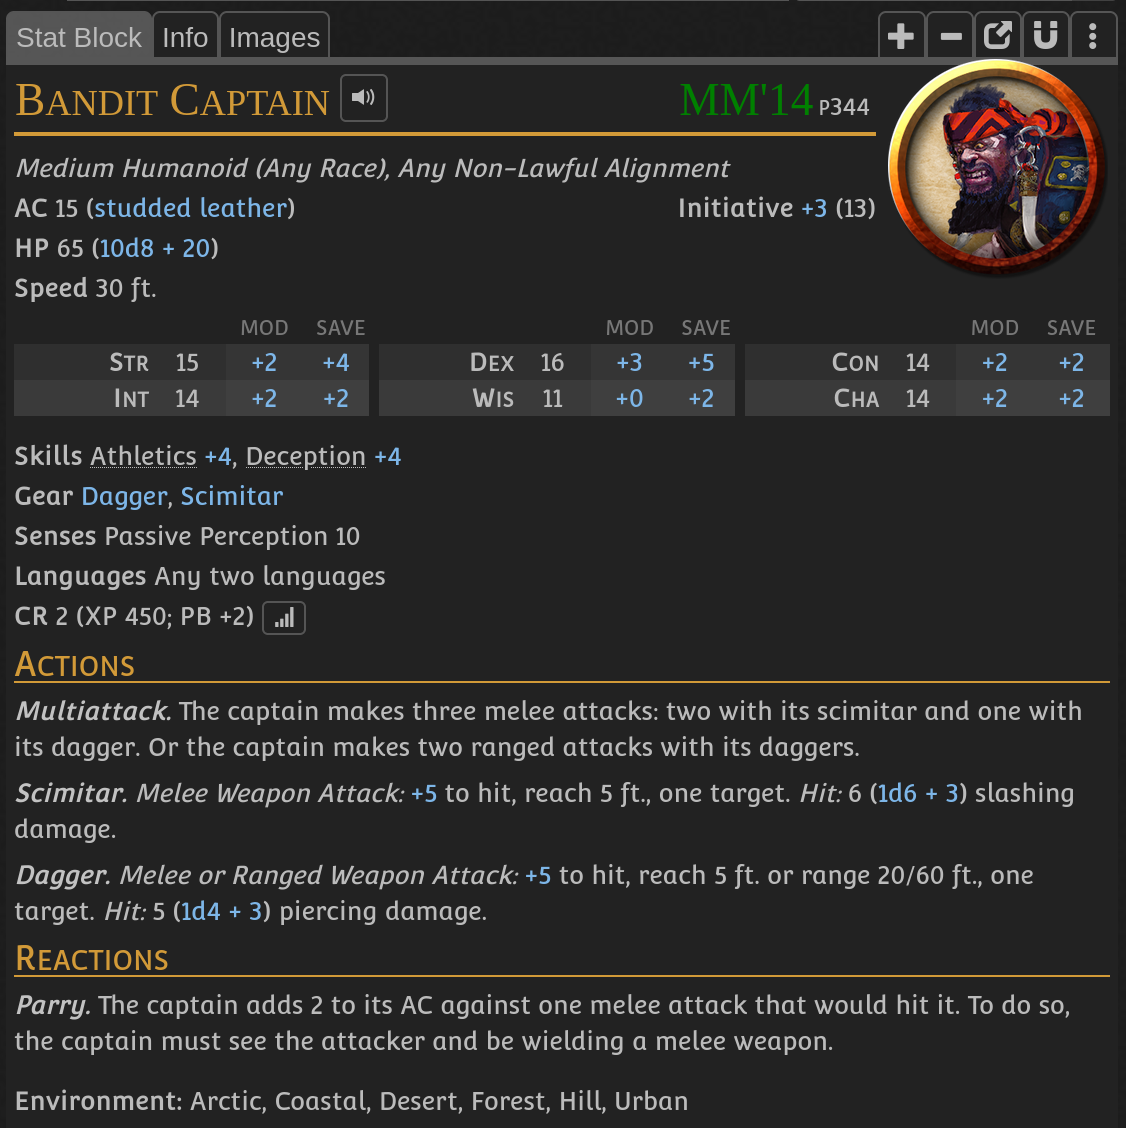 Stat Block Info Images
Bandit Captain MM'14 p344
Medium Humanoid (Any Race), Any Non-Lawful Alignment
AC 15 (studded leather) Initiative +3 (13)
HP 65 (10d8 + 20)
Speed 30 ft.
MOD SAVE MOD SAVE MOD SAVE
Str 15 +2 +4 Dex 16 +3 +5 Con 14 +2 +2
Int 14 +2 +2 Wis 11 +0 +2 Cha 14 +2 +2
Skills Athletics +4, Deception +4
Gear Dagger, Scimitar
Senses Passive Perception 10
Languages Any two languages
CR 2 (XP 450; PB +2)
Actions
Multiattack. The captain makes three melee attacks: two with its scimitar and one with
its dagger. Or the captain makes two ranged attacks with its daggers.
Scimitar. Melee Weapon Attack: +5 to hit, reach 5 ft., one target. Hit: 6 (1d6 + 3) slashing
damage.
Dagger. Melee or Ranged Weapon Attack: +5 to hit, reach 5 ft. or range 20/60 ft., one
target. Hit: 5 (1d4 + 3) piercing damage.
Reactions
Parry. The captain adds 2 to its AC against one melee attack that would hit it. To do so,
the captain must see the attacker and be wielding a melee weapon.
Environment: Arctic, Coastal, Desert, Forest, Hill, Urban